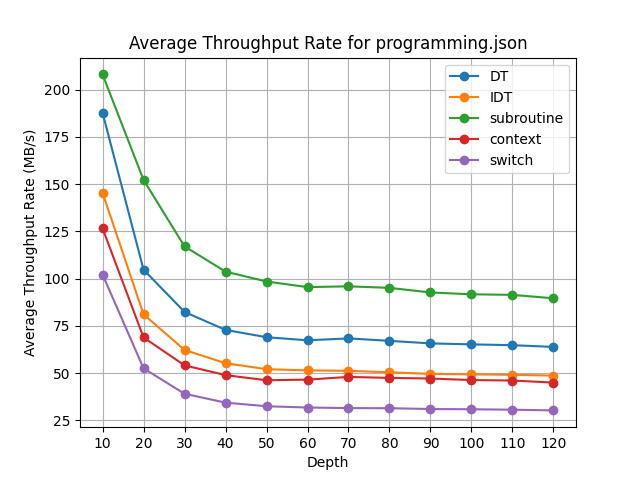 Average Throughput Rate for programming.json
Average Throughput Rate (MB/s)
200
175
150
125
100
75
50
25
DT
IDT
subroutine
context
switch
10 20 30 40 50 60 70 80 90 100 110 120
Depth